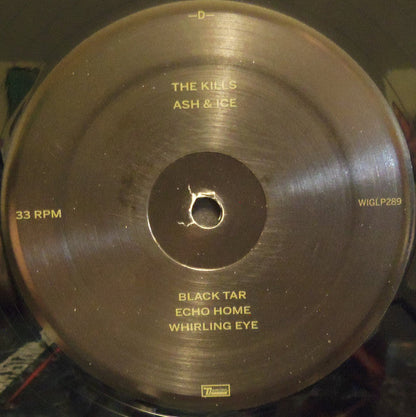 —D—
THE KILLS
ASH & ICE
33 RPM
WIGLP289
BLACK TAR
ECHO HOME
WHIRLING EYE